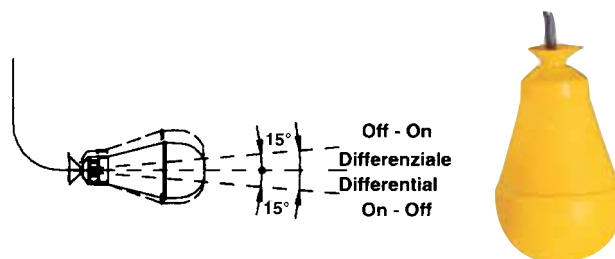 15°
Off - On
Differenziale
Differential
15°
On - Off